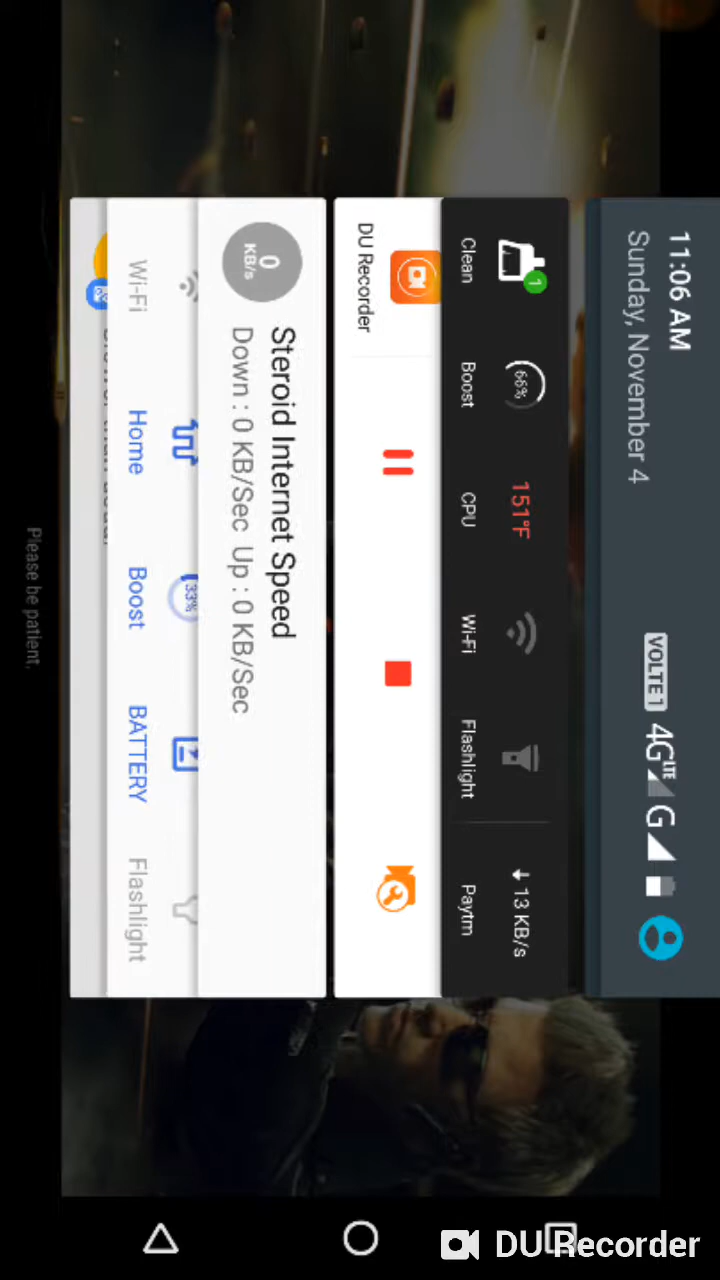 11:06 AM
Sunday, November 4
VOLTE1 4G LTE G
1
66%
151°F
13 KB/s
Clean
Boost
CPU
Wi-Fi
Flashlight
Paytm
DU Recorder
0
KB/s
Steroid Internet Speed
Down : 0 KB/Sec Up : 0 KB/Sec
33%
Wi-Fi
Home
Boost
BATTERY
Flashlight
Please be patient,
DU Recorder